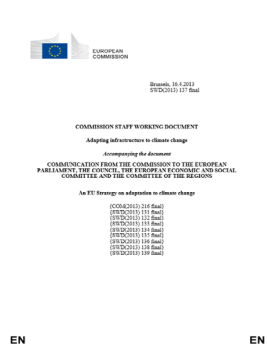 EUROPEAN
COMMISSION
Brussels, 16.4.2013
SWD(2013) 137 final
COMMISSION STAFF WORKING DOCUMENT
Adapting infrastructure to climate change
Accompanying the document
COMMUNICATION FROM THE COMMISSION TO THE EUROPEAN
PARLIAMENT, THE COUNCIL, THE EUROPEAN ECONOMIC AND SOCIAL
COMMITTEE AND THE COMMITTEE OF THE REGIONS
An EU Strategy on adaptation to climate change
{COM(2013) 216 final}
{SWD(2013) 131 final}
{SWD(2013) 132 final}
{SWD(2013) 133 final}
{SWD(2013) 134 final}
{SWD(2013) 135 final}
{SWD(2013) 136 final}
{SWD(2013) 138 final}
{SWD(2013) 139 final}
EN EN